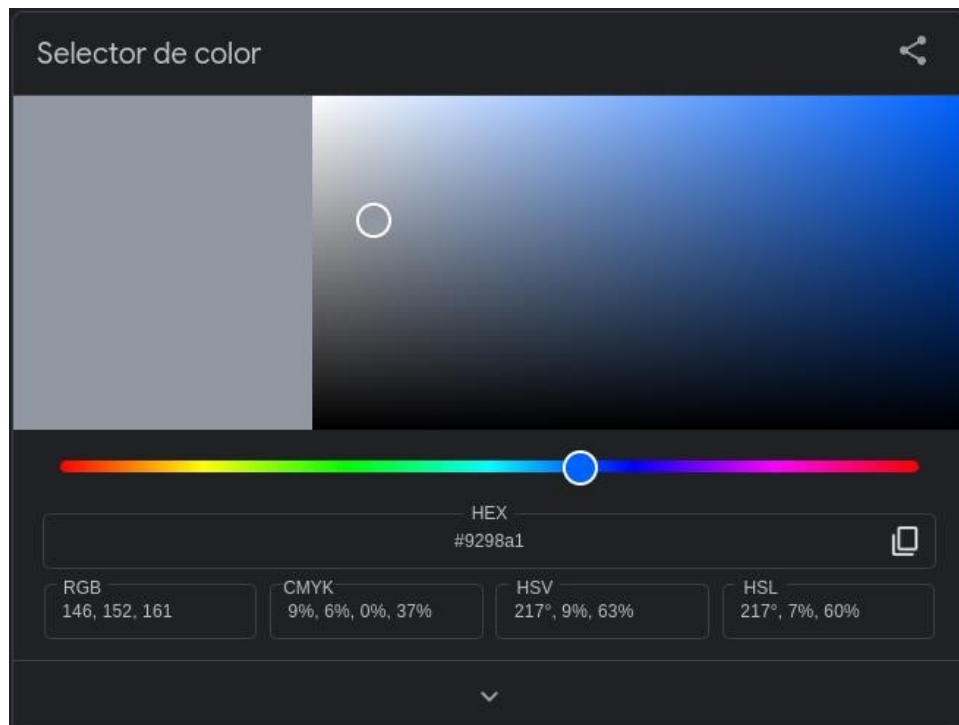 Selector de color
HEX
#9298a1
RGB
146, 152, 161
CMYK
9%, 6%, 0%, 37%
HSV
217°, 9%, 63%
HSL
217°, 7%, 60%